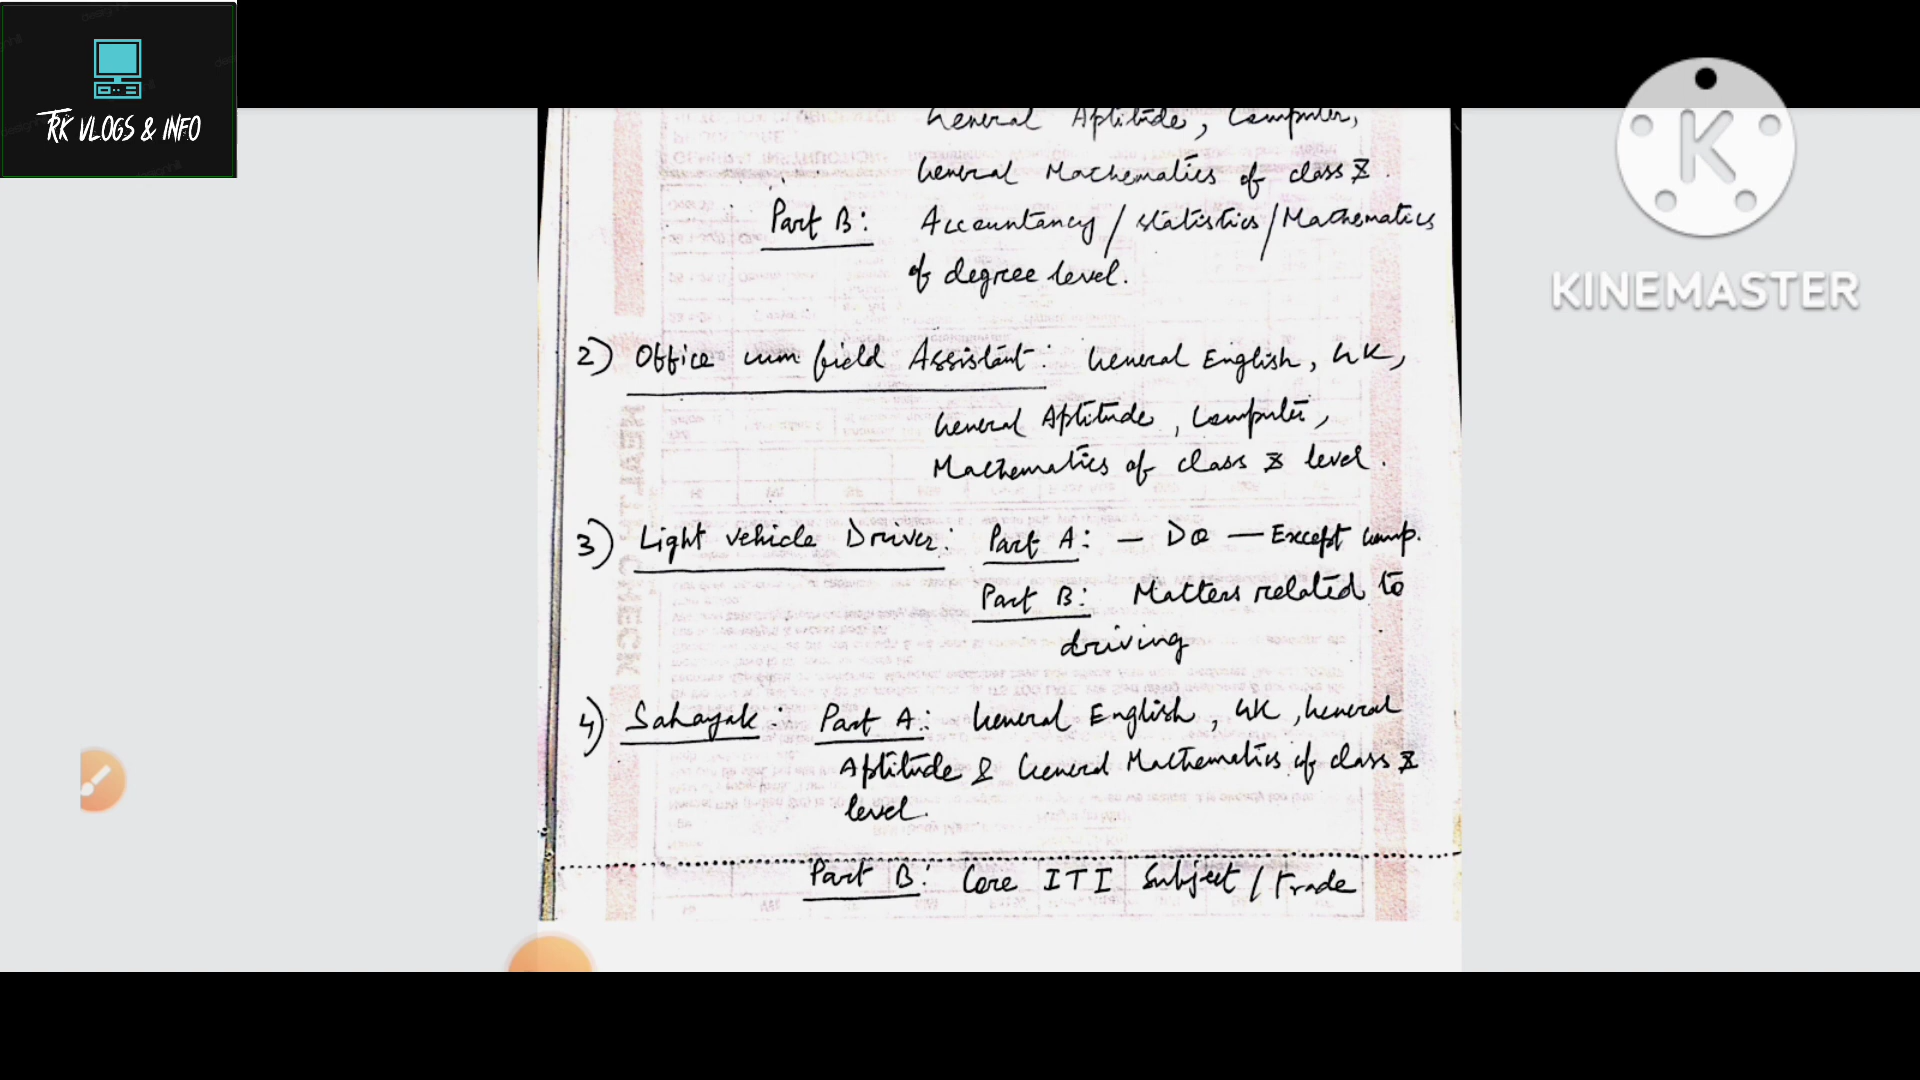 RK VLOGS & INFO
KINEMASTER
General Aptitude, Computer,
General Mathematics of class X.
Part B: Accountancy / Statistics / Mathematics
of degree level.
2) Office cum field Assistant: General English, GK,
General Aptitude, Computer,
Mathematics of class X level.
3) Light vehicle Driver: Part A: — DO — Except comp.
Part B: Matters related to
driving
4) Sahayak: Part A: General English, GK, General
Aptitude & General Mathematics of class X
level.
Part B: Core ITI Subject / Trade